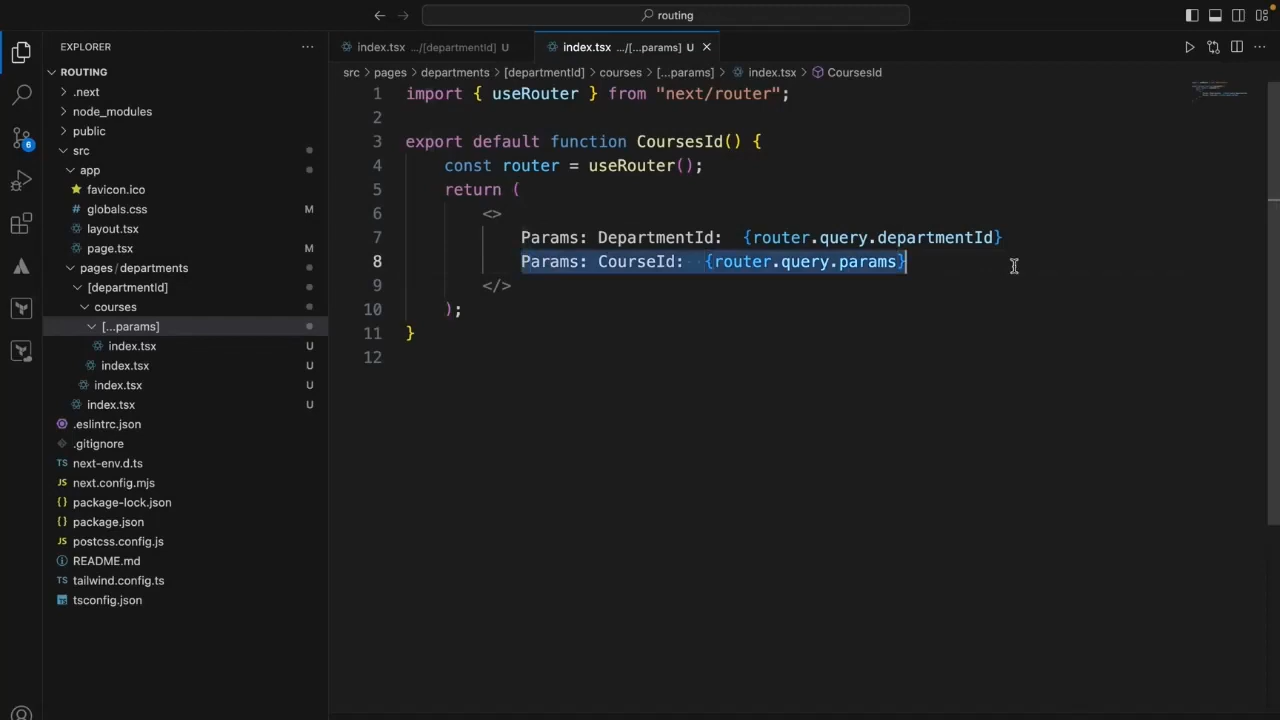 routing
EXPLORER
ROUTING
.next
node_modules
public
src
app
favicon.ico
globals.css M
layout.tsx
page.tsx M
pages/departments
[departmentId]
courses
[...params]
index.tsx U
index.tsx U
index.tsx U
index.tsx U
.eslintrc.json
.gitignore
TS next-env.d.ts
JS next.config.mjs
{} package-lock.json
{} package.json
JS postcss.config.js
README.md
TS tailwind.config.ts
tsconfig.json
6
index.tsx .../[departmentId] U
index.tsx .../[...params] U
src > pages > departments > [departmentId] > courses > [...params] > index.tsx > CoursesId
1 import { useRouter } from "next/router";
2
3 export default function CoursesId() {
4 const router = useRouter();
5 return (
6 <>
7 Params: DepartmentId: {router.query.departmentId}
8 Params: CourseId: {router.query.params}
9 </>
10 );
11 }
12